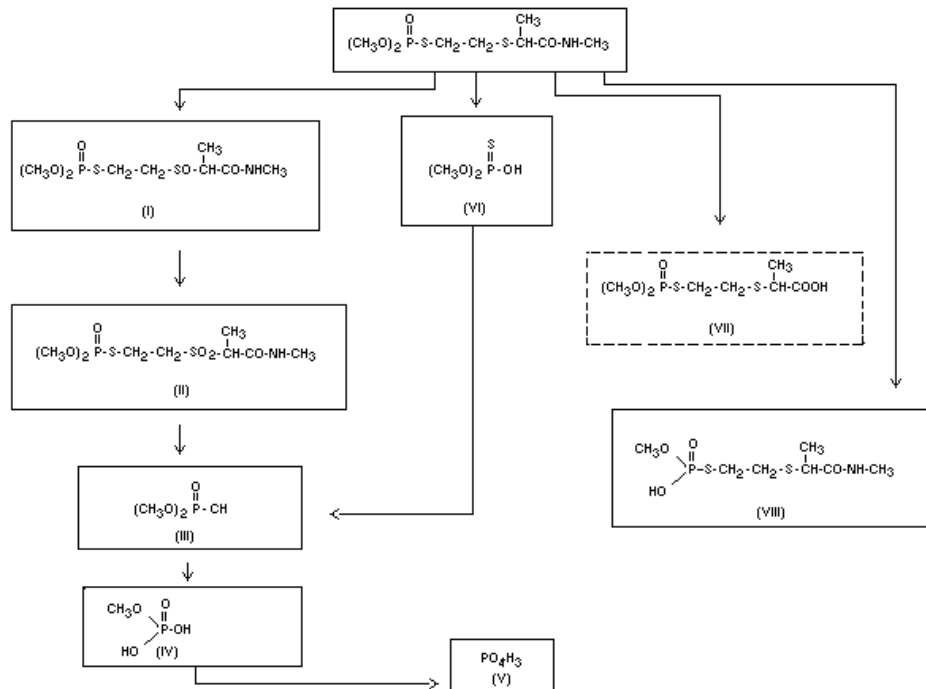 O CH₃
(CH₃O)₂ P-S-CH₂-CH₂-S-CH-CO-NH-CH₃
O CH₃
(CH₃O)₂ P-S-CH₂-CH₂-SO-CH-CO-NHCH₃
(I)
S
(CH₃O)₂ P-OH
(VI)
O CH₃
(CH₃O)₂ P-S-CH₂-CH₂-S-CH-COOH
(VII)
O CH₃
(CH₃O)₂ P-S-CH₂-CH₂-SO₂-CH-CO-NH-CH₃
(II)
O CH₃
CH₃O
P-S-CH₂-CH₂-S-CH-CO-NH-CH₃
HO
(VIII)
O
(CH₃O)₂ P-CH
(III)
O
CH₃O
P-OH
HO
(IV)
PO₄H₃
(V)